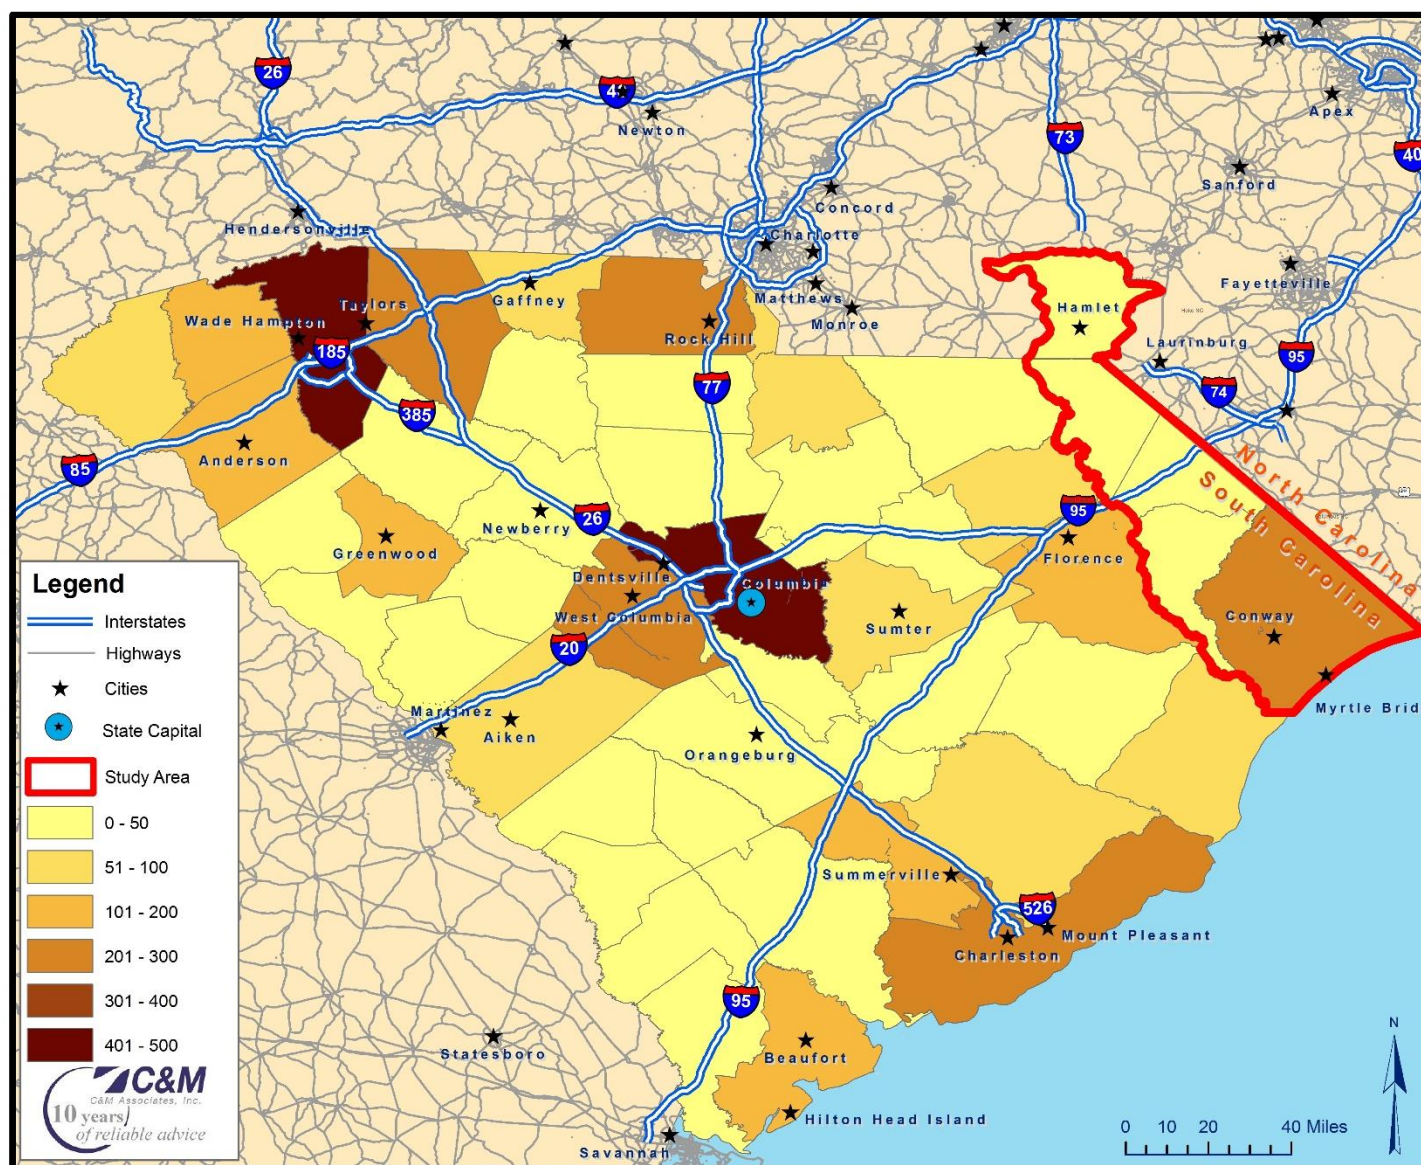 26
40
Newton
73
Apex
40
Sanford
Concord
Hendersonville
Charlotte
Fayetteville
Gaffney
Matthews
Hamlet
Taylors
Wade Hampton
Monroe
Rock Hill
Laurinburg
185
95
77
74
385
Anderson
85
North Carolina
South Carolina
Newberry
26
95
Greenwood
Florence
Dentsville
Columbia
West Columbia
Sumter
Conway
20
Martinez
Aiken
Myrtle Brid
Orangeburg
Summerville
526
Mount Pleasant
Charleston
95
Statesboro
Beaufort
Hilton Head Island
Savannah
Legend
Interstates
Highways
Cities
State Capital
Study Area
0 - 50
51 - 100
101 - 200
201 - 300
301 - 400
401 - 500
C&M
C&M Associates, Inc.
10 years
of reliable advice
N
0 10 20 40 Miles